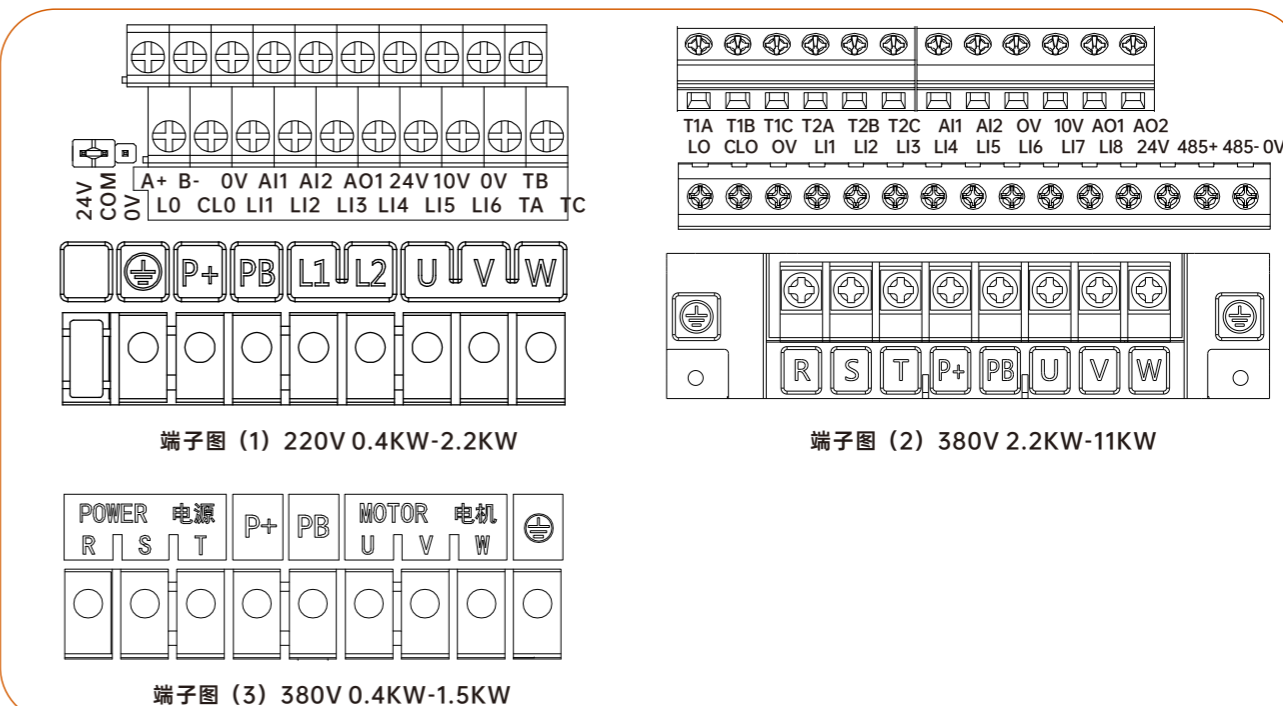 24V
COM
0V
A+ B- 0V AI1 AI2 AO1 24V 10V 0V TB
L0 CL0 LI1 LI2 LI3 LI4 LI5 LI6 TA TC
P+ PB L1 L2 U V W
端子图（1）220V 0.4KW-2.2KW
T1A T1B T1C T2A T2B T2C AI1 AI2 OV 10V AO1 AO2
LO CLO OV LI1 LI2 LI3 LI4 LI5 LI6 LI7 LI8 24V 485+ 485- 0V
R S T P+ PB U V W
端子图（2）380V 2.2KW-11KW
POWER 电源 P+ PB MOTOR 电机
R S T U V W
端子图（3）380V 0.4KW-1.5KW